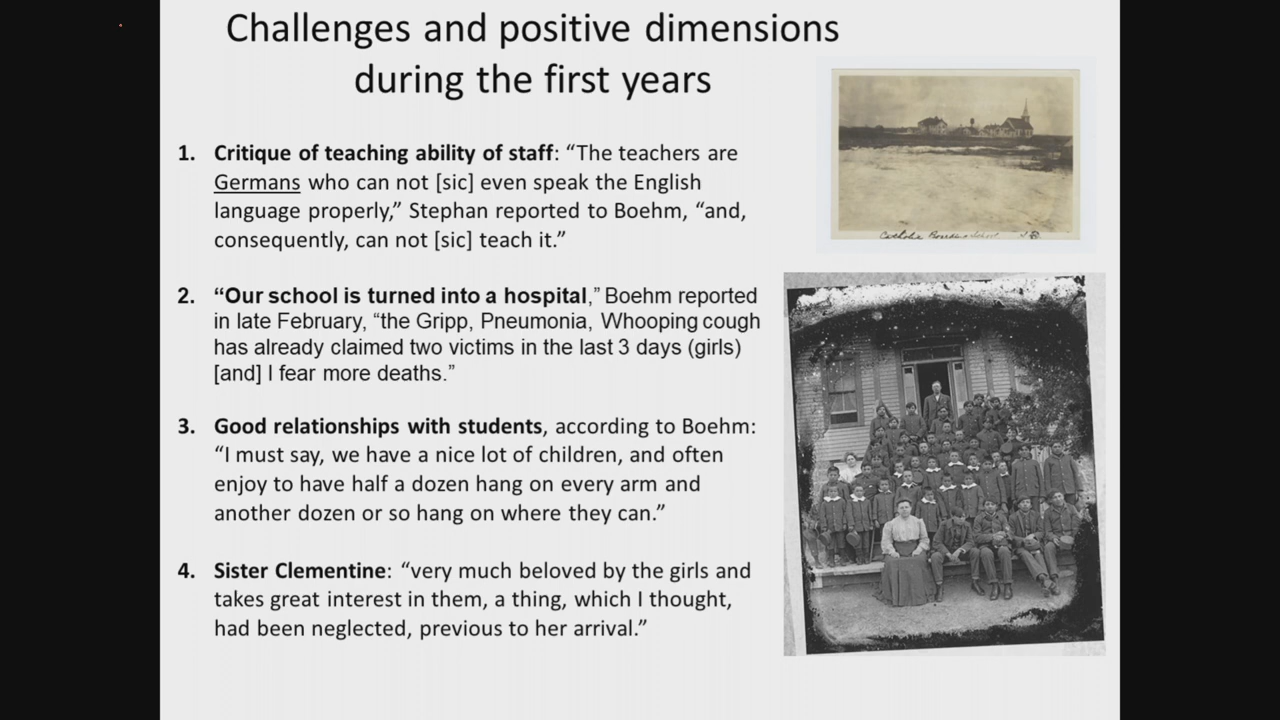 Challenges and positive dimensions
during the first years
1. Critique of teaching ability of staff: “The teachers are
Germans who can not [sic] even speak the English
language properly,” Stephan reported to Boehm, “and,
consequently, can not [sic] teach it.”
2. “Our school is turned into a hospital,” Boehm reported
in late February, “the Gripp, Pneumonia, Whooping cough
has already claimed two victims in the last 3 days (girls)
[and] I fear more deaths.”
3. Good relationships with students, according to Boehm:
“I must say, we have a nice lot of children, and often
enjoy to have half a dozen hang on every arm and
another dozen or so hang on where they can.”
4. Sister Clementine: “very much beloved by the girls and
takes great interest in them, a thing, which I thought,
had been neglected, previous to her arrival.”
Catholic Boarding School